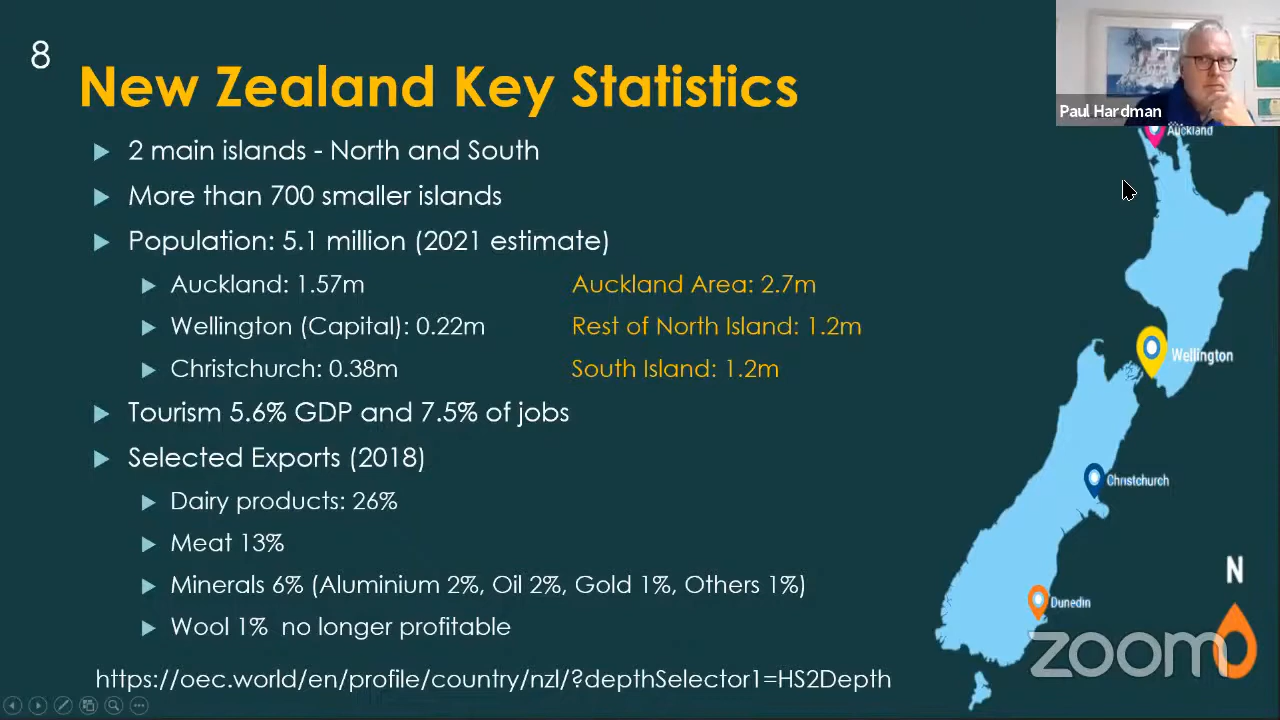 8
New Zealand Key Statistics
Paul Hardman
2 main islands - North and South
More than 700 smaller islands
Population: 5.1 million (2021 estimate)
Auckland: 1.57m
Auckland Area: 2.7m
Wellington (Capital): 0.22m
Rest of North Island: 1.2m
Christchurch: 0.38m
South Island: 1.2m
Tourism 5.6% GDP and 7.5% of jobs
Selected Exports (2018)
Dairy products: 26%
Meat 13%
Minerals 6% (Aluminium 2%, Oil 2%, Gold 1%, Others 1%)
Wool 1% no longer profitable
https://oec.world/en/profile/country/nzl/?depthSelector1=HS2Depth
Auckland
Wellington
Christchurch
Dunedin
N
zoom